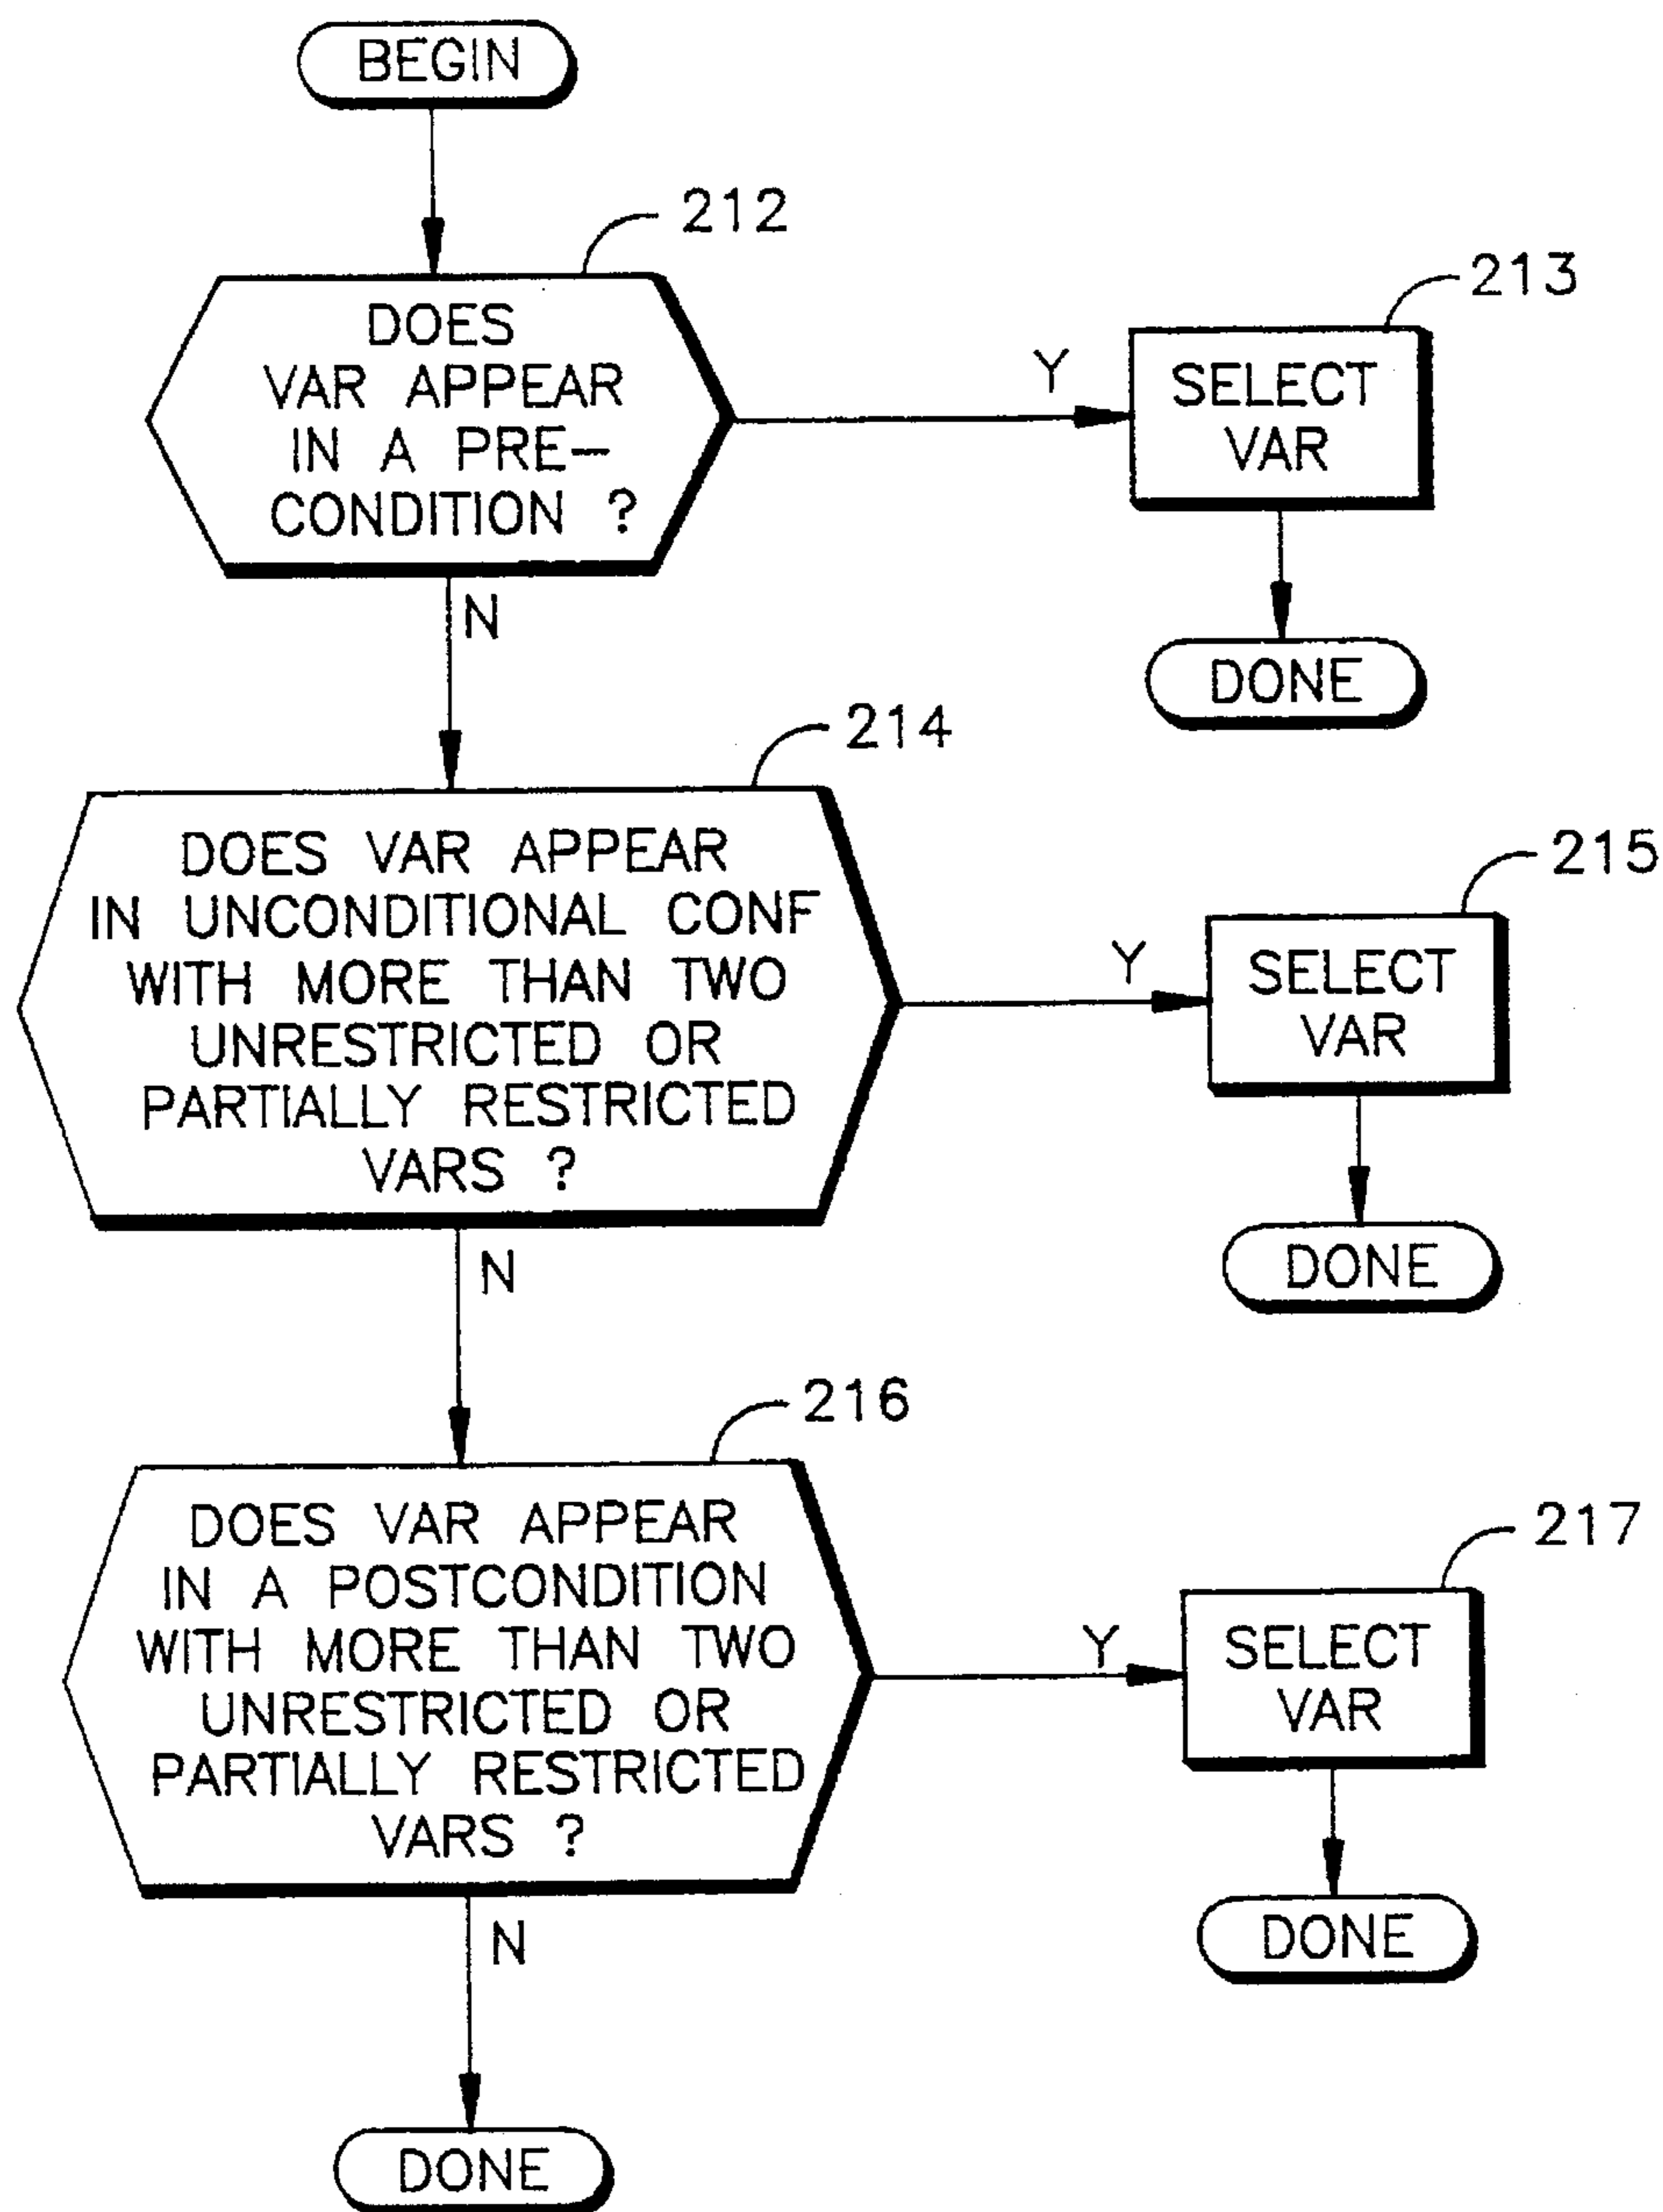 BEGIN
212
DOES
VAR APPEAR
IN A PRE-
CONDITION ?
Y
213
SELECT
VAR
DONE
N
214
DOES VAR APPEAR
IN UNCONDITIONAL CONF
WITH MORE THAN TWO
UNRESTRICTED OR
PARTIALLY RESTRICTED
VARS ?
Y
215
SELECT
VAR
DONE
N
216
DOES VAR APPEAR
IN A POSTCONDITION
WITH MORE THAN TWO
UNRESTRICTED OR
PARTIALLY RESTRICTED
VARS ?
Y
217
SELECT
VAR
DONE
N
DONE